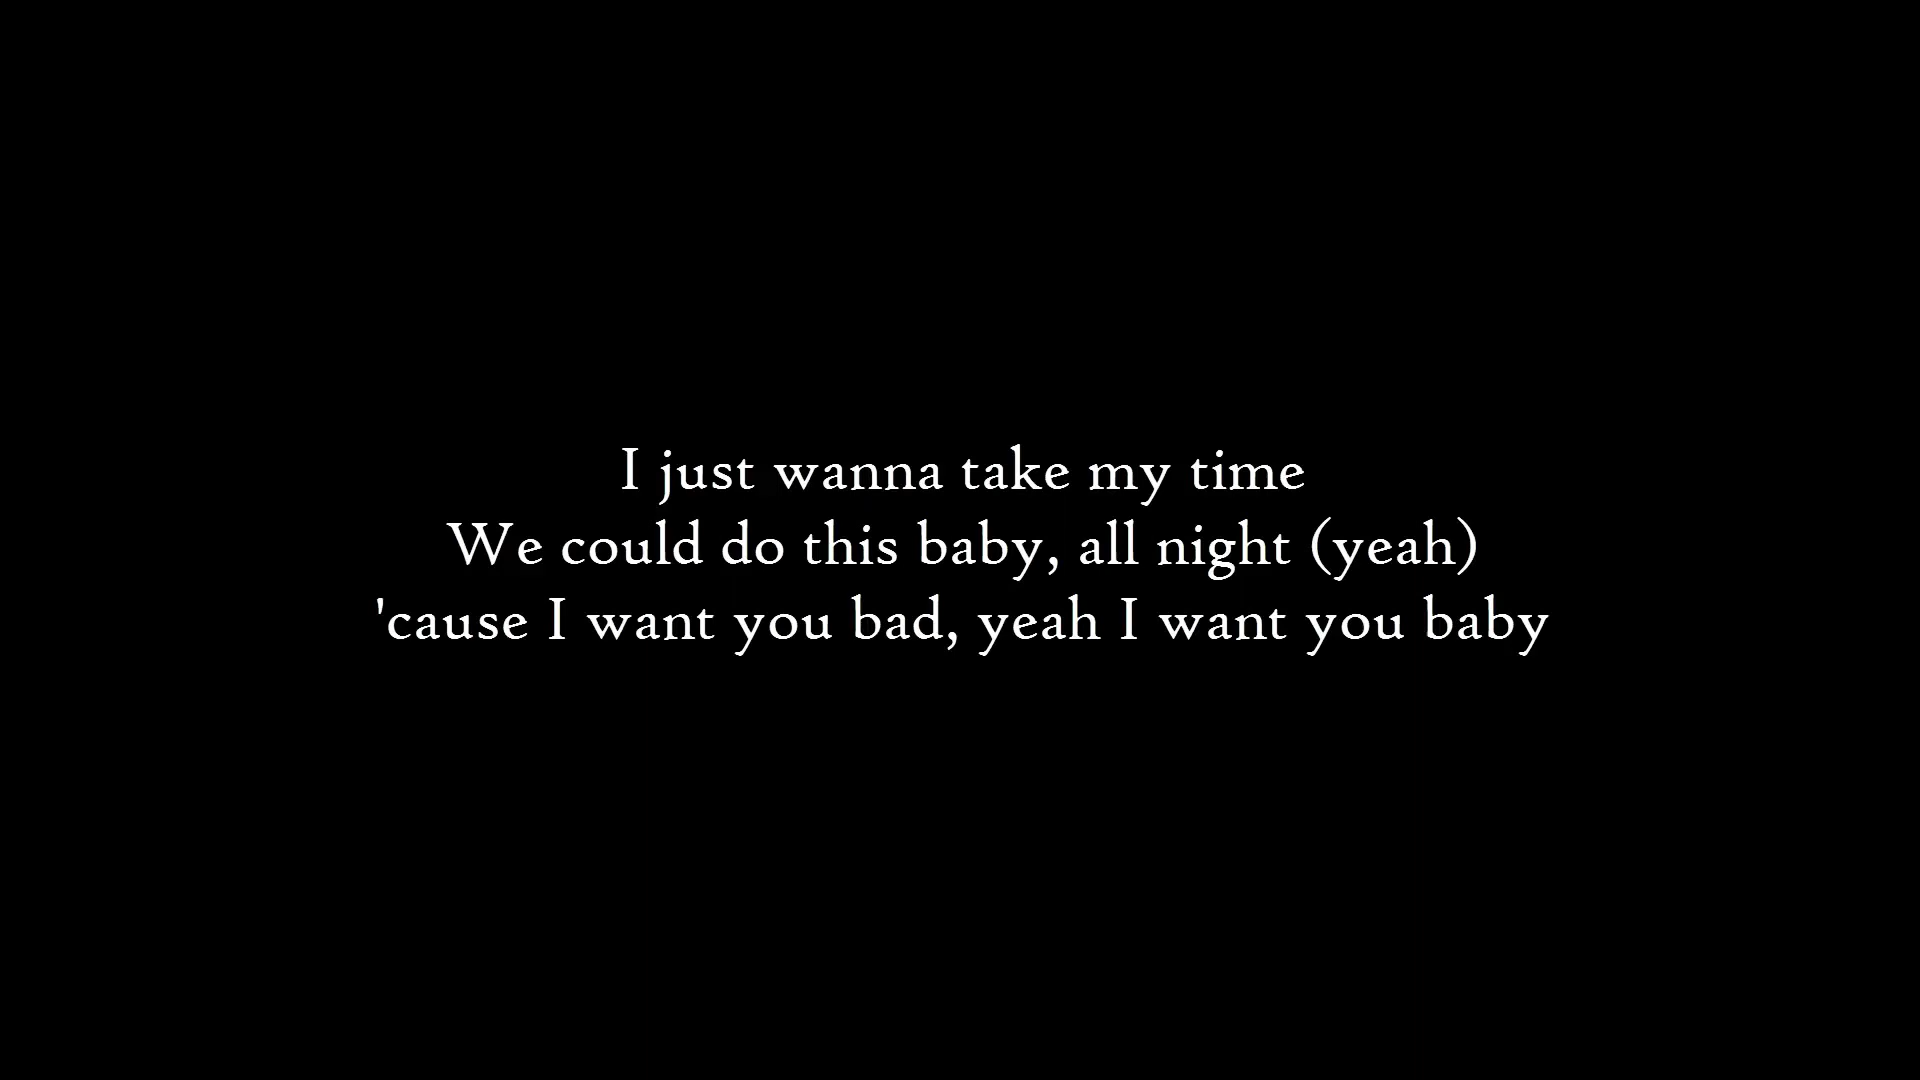 I just wanna take my time
We could do this baby, all night (yeah)
'cause I want you bad, yeah I want you baby